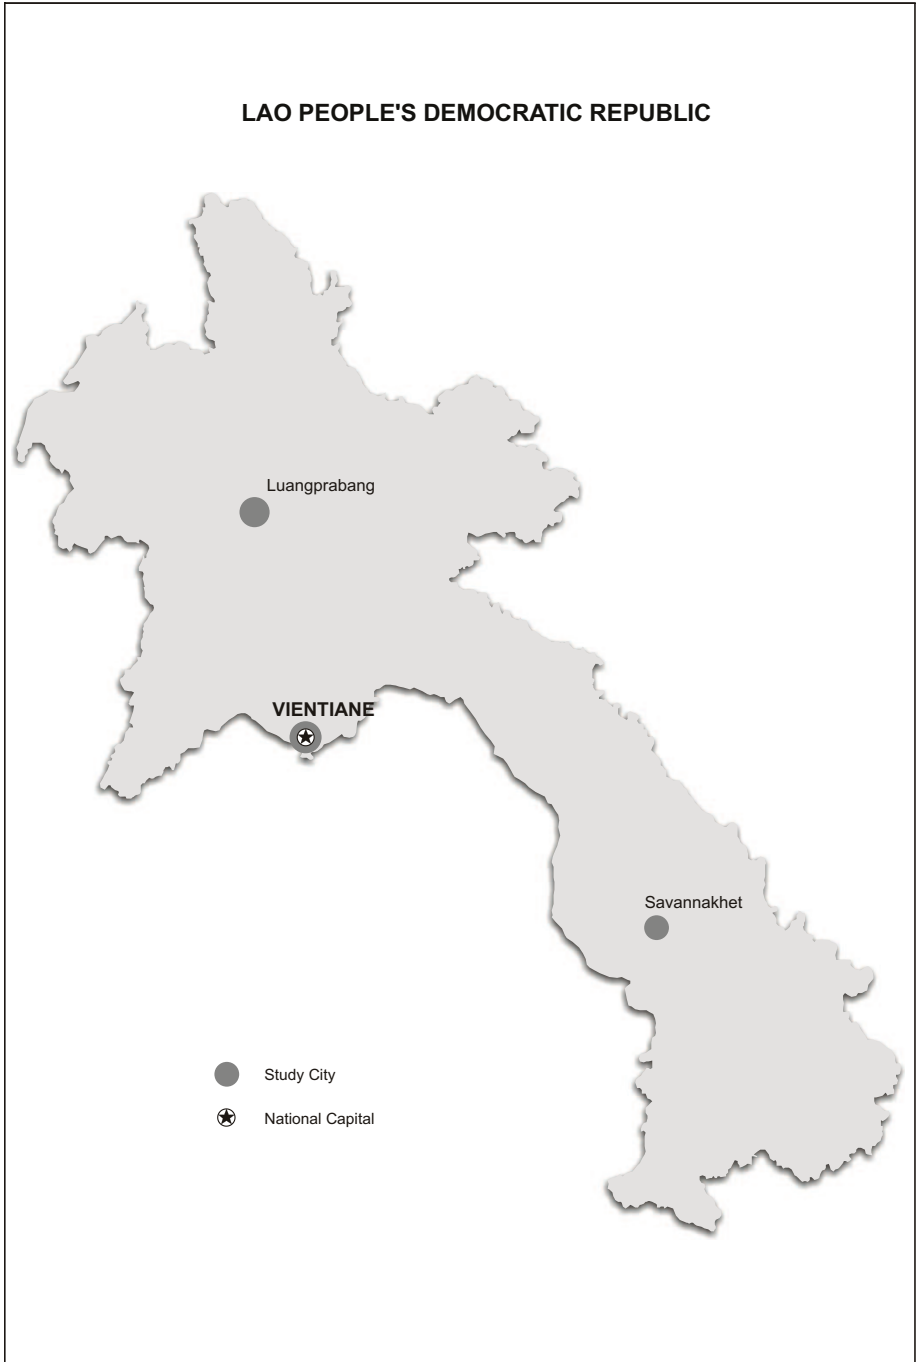 LAO PEOPLE'S DEMOCRATIC REPUBLIC
Luangprabang
VIENTIANE
Savannakhet
Study City
National Capital